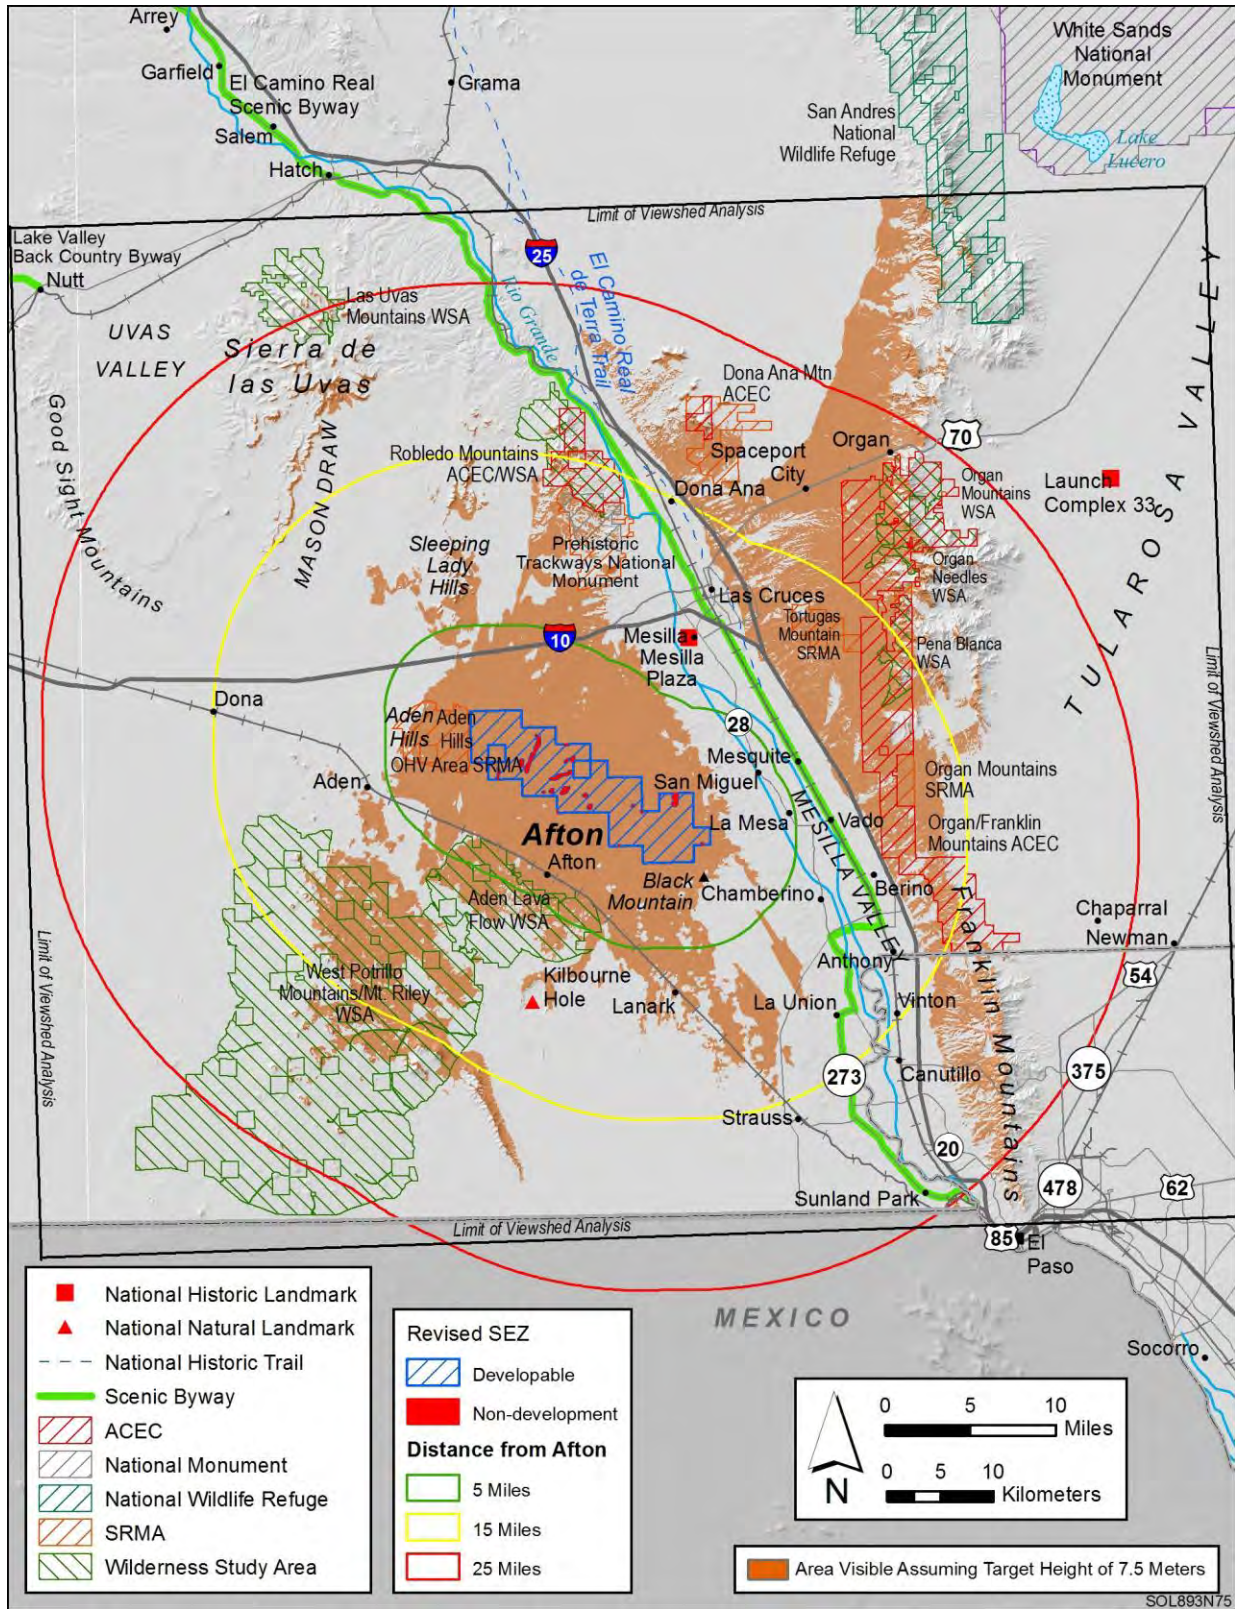 Arrey
Garfield
El Camino Real
Scenic Byway
Salem
Hatch
Grama
White Sands
National
Monument
San Andres
National
Wildlife Refuge
Lake
Lucero
Limit of Viewshed Analysis
Lake Valley
Back Country Byway
Nutt
25
El Camino Real
de Terra Trail
Rio Grande
Las Uvas
Mountains WSA
UVAS
VALLEY
Sierra de
las Uvas
Good Sight Mountains
MASON DRAW
Dona Ana Mtn
ACEC
Robledo Mountains
ACEC/WSA
Spaceport
City
Organ
70
Dona Ana
Organ
Mountains
WSA
Launch
Complex 33
TULAROSA VALLEY
Sleeping
Lady
Hills
Prehistoric
Trackways National
Monument
Organ
Needles
WSA
Las Cruces
10
Mesilla
Mesilla
Plaza
Tortugas
Mountain
SRMA
Pena Blanca
WSA
Limit of Viewshed Analysis
Dona
Aden
Hills
Aden
Hills
OHV Area SRMA
28
Mesquite
San Miguel
Aden
La Mesa
Vado
Organ Mountains
SRMA
Organ/Franklin
Mountains ACEC
MESILLA VALLEY
Afton
Afton
Black
Mountain
Chamberino
Berino
Aden Lava
Flow WSA
Franklin Mountains
Chaparral
Newman
54
Anthony
Limit of Viewshed Analysis
West Potrillo
Mountains/Mt. Riley
WSA
Kilbourne
Hole
Lanark
La Union
Vinton
273
Canutillo
375
Strauss
20
Sunland Park
478
62
Limit of Viewshed Analysis
85
El
Paso
MEXICO
Socorro
National Historic Landmark
National Natural Landmark
National Historic Trail
Scenic Byway
ACEC
National Monument
National Wildlife Refuge
SRMA
Wilderness Study Area
Revised SEZ
Developable
Non-development
Distance from Afton
5 Miles
15 Miles
25 Miles
0 5 10
Miles
0 5 10
Kilometers
N
Area Visible Assuming Target Height of 7.5 Meters
SOL893N75